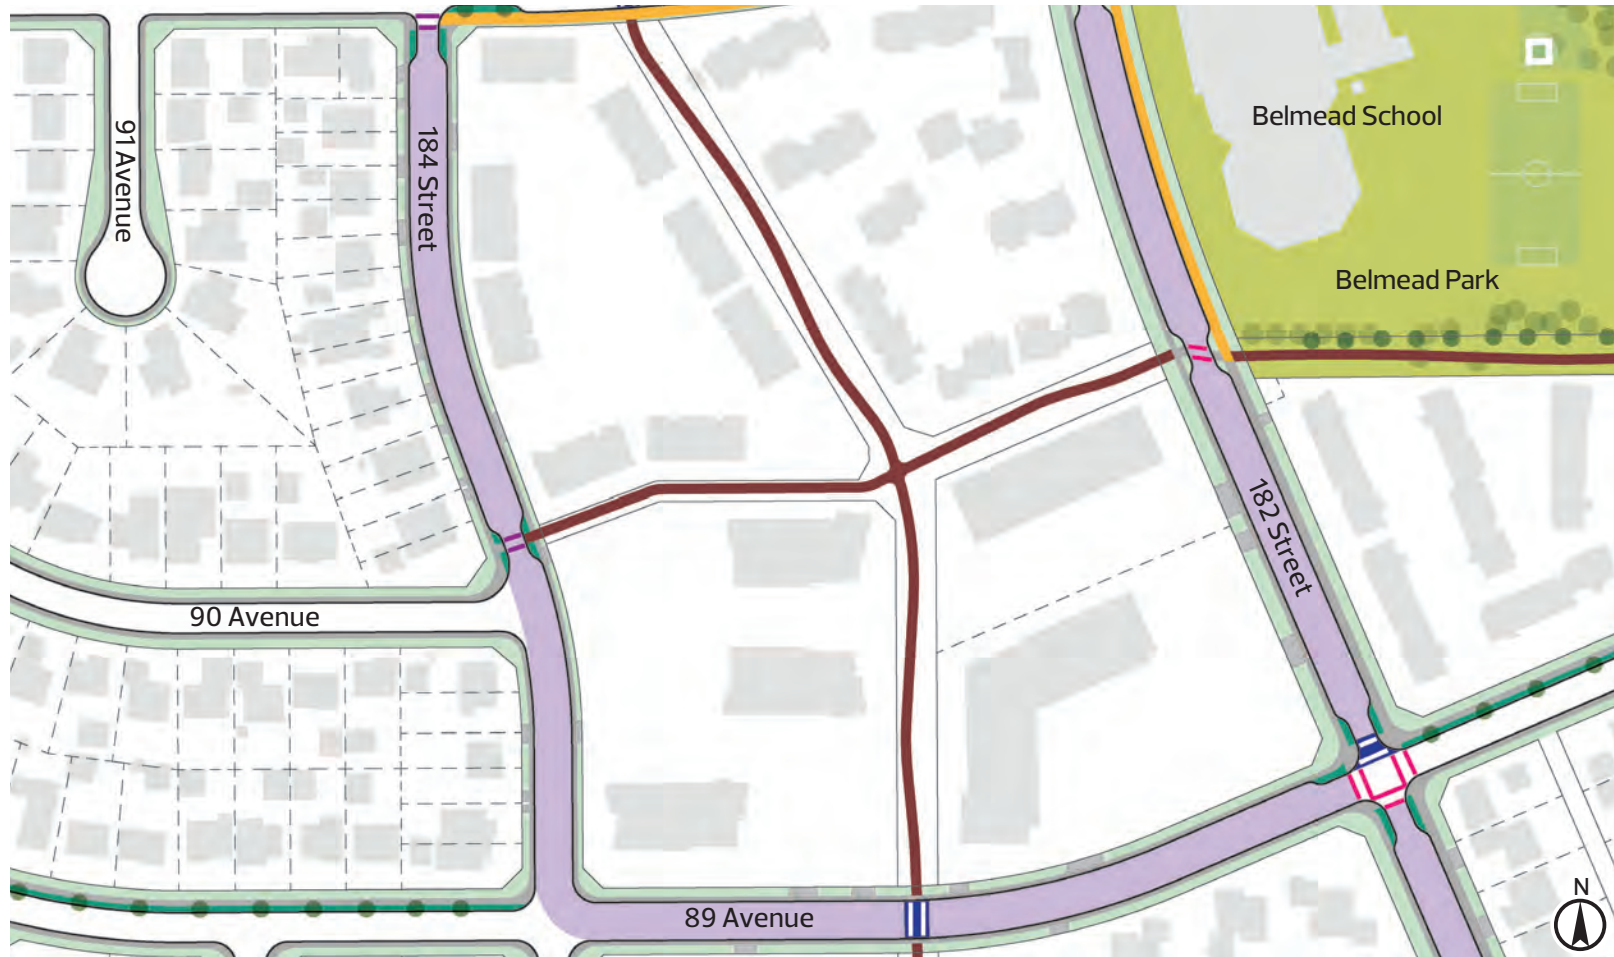 Belmead School
91 Avenue
184 Street
Belmead Park
182 Street
90 Avenue
89 Avenue
N